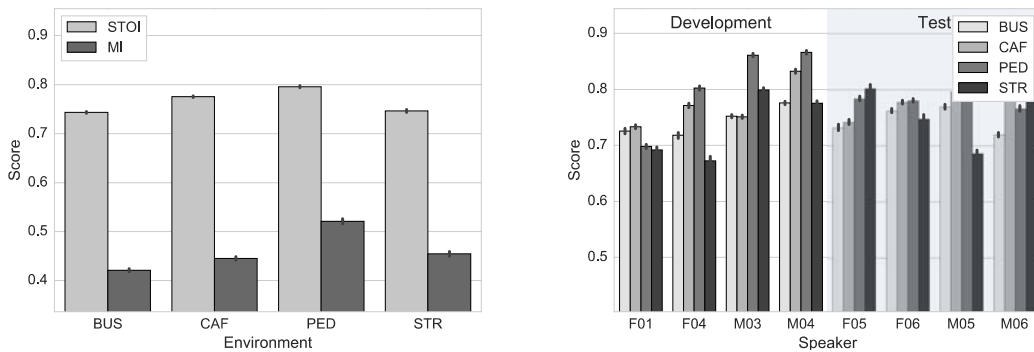 STOI
MI
0.9
0.8
0.7
0.6
0.5
0.4
Score
BUS CAF PED STR
Environment
Development Test
BUS
CAF
PED
STR
0.9
0.8
0.7
0.6
0.5
Score
F01 F04 M03 M04 F05 F06 M05 M06
Speaker